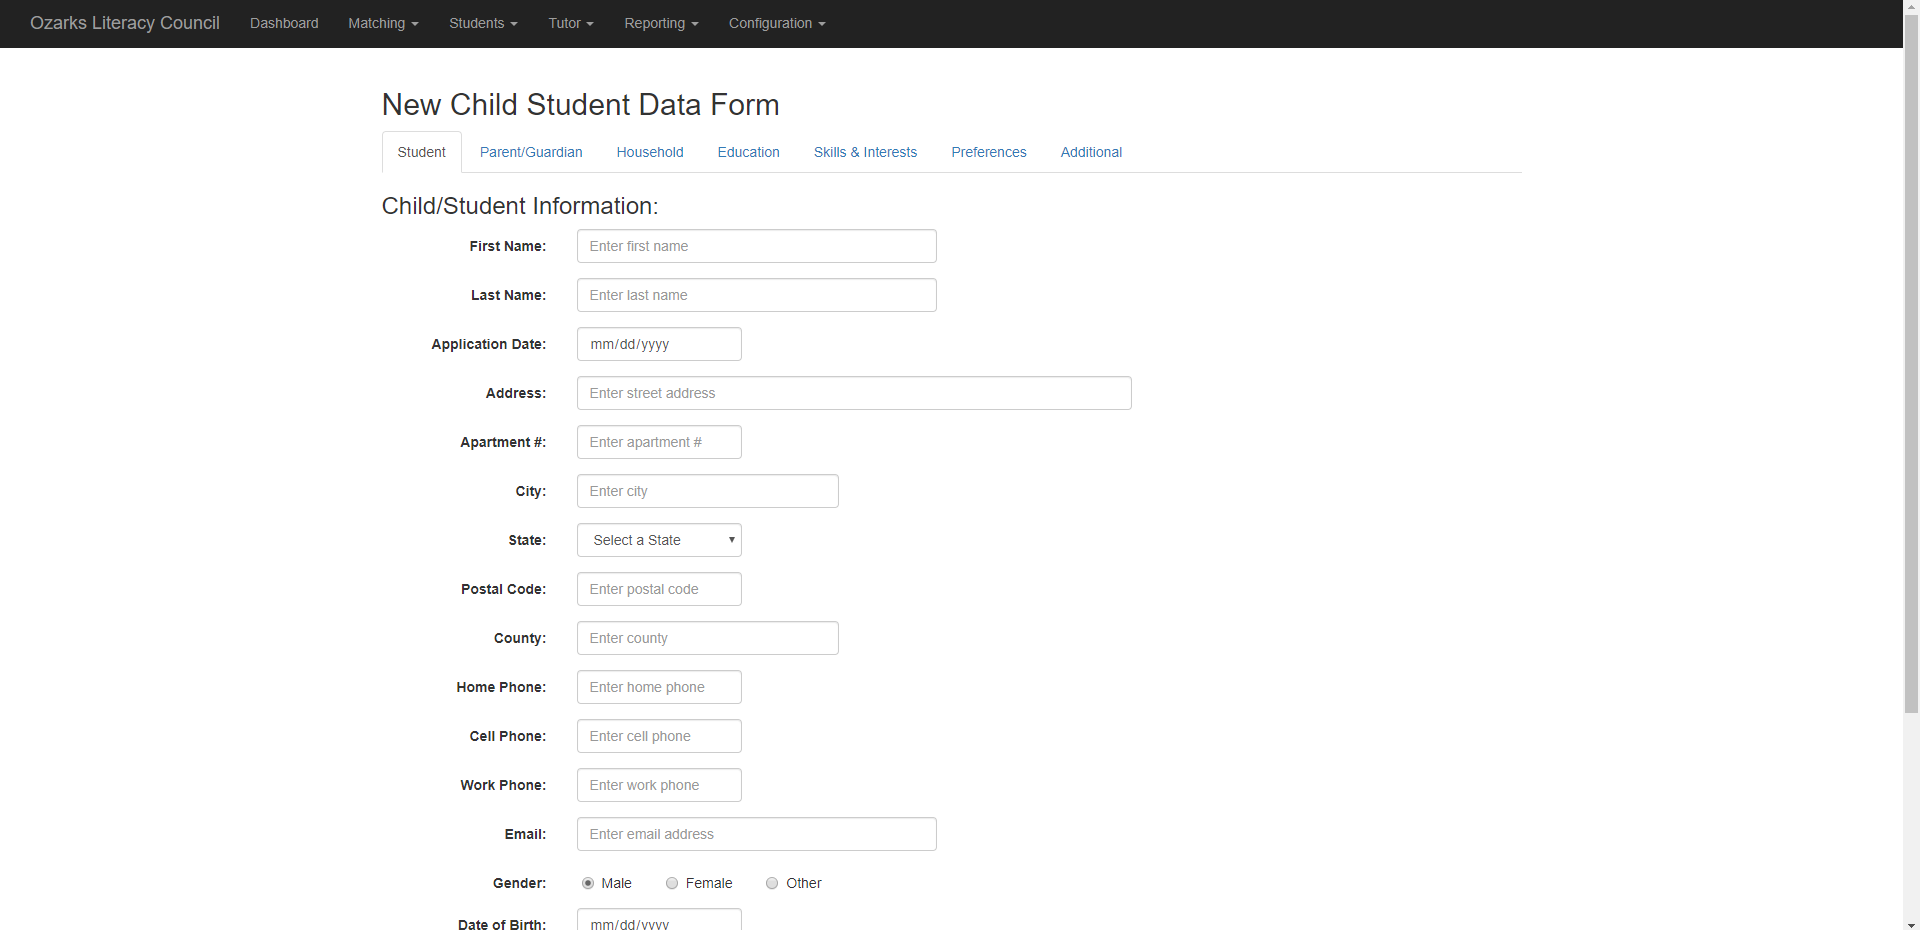 Ozarks Literacy Council Dashboard Matching Students Tutor Reporting Configuration
New Child Student Data Form
Student Parent/Guardian Household Education Skills & Interests Preferences Additional
Child/Student Information:
First Name: Enter first name
Last Name: Enter last name
Application Date: mm/dd/yyyy
Address: Enter street address
Apartment #: Enter apartment #
City: Enter city
State: Select a State
Postal Code: Enter postal code
County: Enter county
Home Phone: Enter home phone
Cell Phone: Enter cell phone
Work Phone: Enter work phone
Email: Enter email address
Gender: Male Female Other
Date of Birth: mm/dd/yyyy